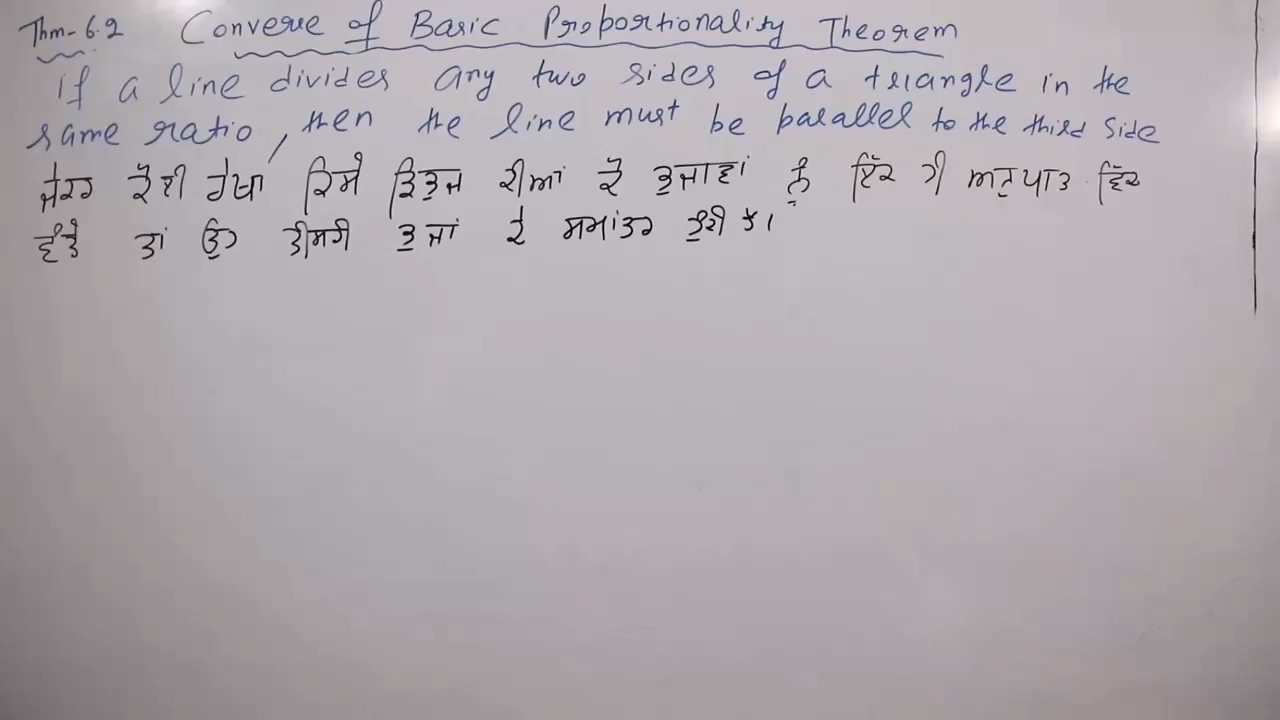 Thm-6.2 Converse of Basic Proportionality Theorem
If a line divides any two sides of a triangle in the
same ratio, then the line must be parallel to the third side
ਜੇਕਰ ਕੋਈ ਰੇਖਾ ਕਿਸੇ ਤ੍ਰਿਭੁਜ ਦੀਆਂ ਦੋ ਭੁਜਾਵਾਂ ਨੂੰ ਇੱਕ ਹੀ ਅਨੁਪਾਤ ਵਿੱਚ
ਵੰਡੇ ਤਾਂ ਉਹ ਤੀਸਰੀ ਭੁਜਾਂ ਦੇ ਸਮਾਂਤਰ ਹੁੰਦੀ ਹੈ।